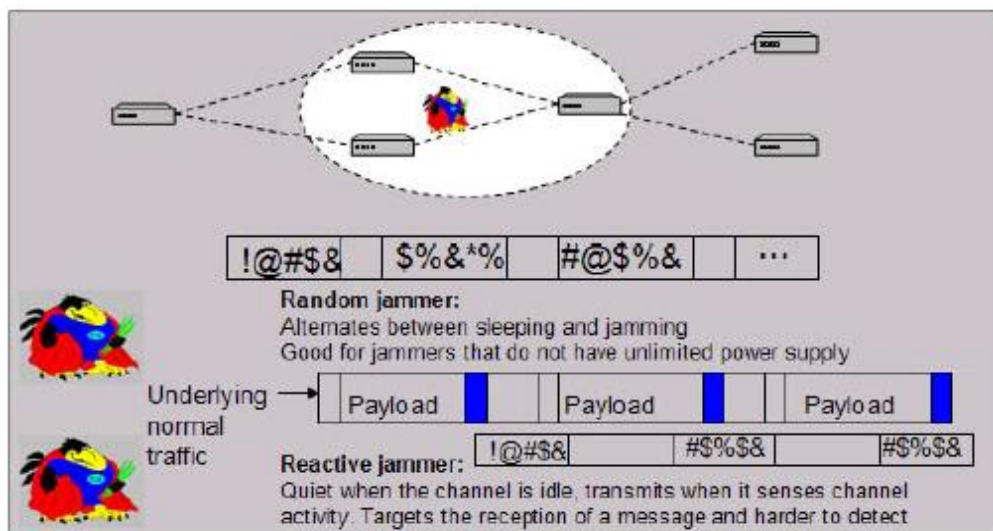 !@#$& $%&*% #@$%& ...
Random jammer:
Alternates between sleeping and jamming
Good for jammers that do not have unlimited power supply
Underlying normal traffic
Payload Payload Payload
!@#$& #$%$& #$%$&
Reactive jammer:
Quiet when the channel is idle, transmits when it senses channel
activity. Targets the reception of a message and harder to detect